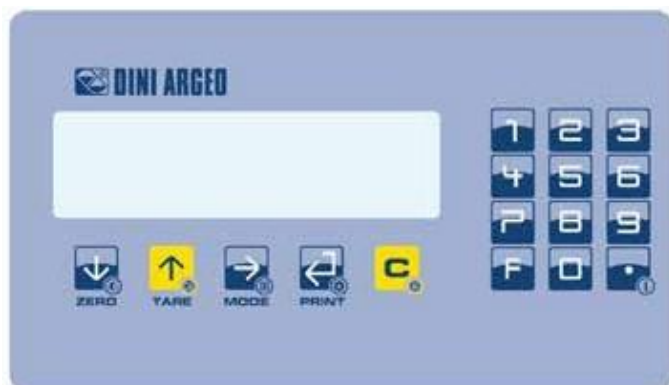 DINI ARGEO
1 2 3
4 5 6
7 8 9
F 0 .
C
ZERO TARE MODE PRINT